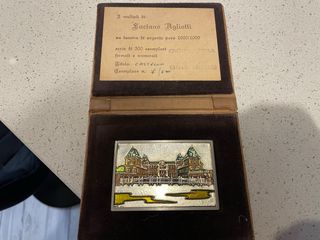 I multipli di
Luciano Agliotti
su lamina di argento puro 1000/1000
serie di 300 esemplari
firmati e numerati
Titolo
Esemplare n.